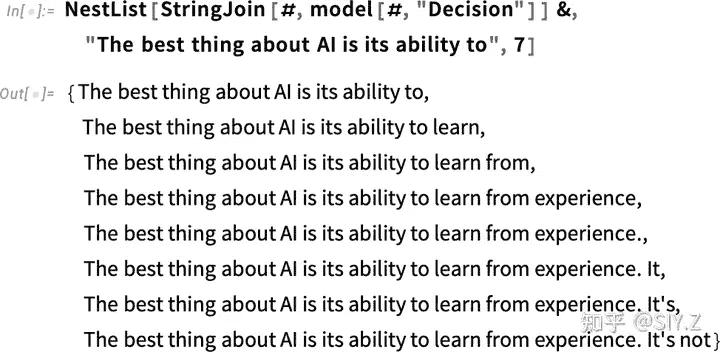 In[•]:= NestList[StringJoin[#, model[#, "Decision"]] &,
"The best thing about AI is its ability to", 7]
Out[•]= {The best thing about AI is its ability to,
The best thing about AI is its ability to learn,
The best thing about AI is its ability to learn from,
The best thing about AI is its ability to learn from experience,
The best thing about AI is its ability to learn from experience.,
The best thing about AI is its ability to learn from experience. It,
The best thing about AI is its ability to learn from experience. It's,
The best thing about AI is its ability to learn from experience. It's not}
知乎 @SIY.Z